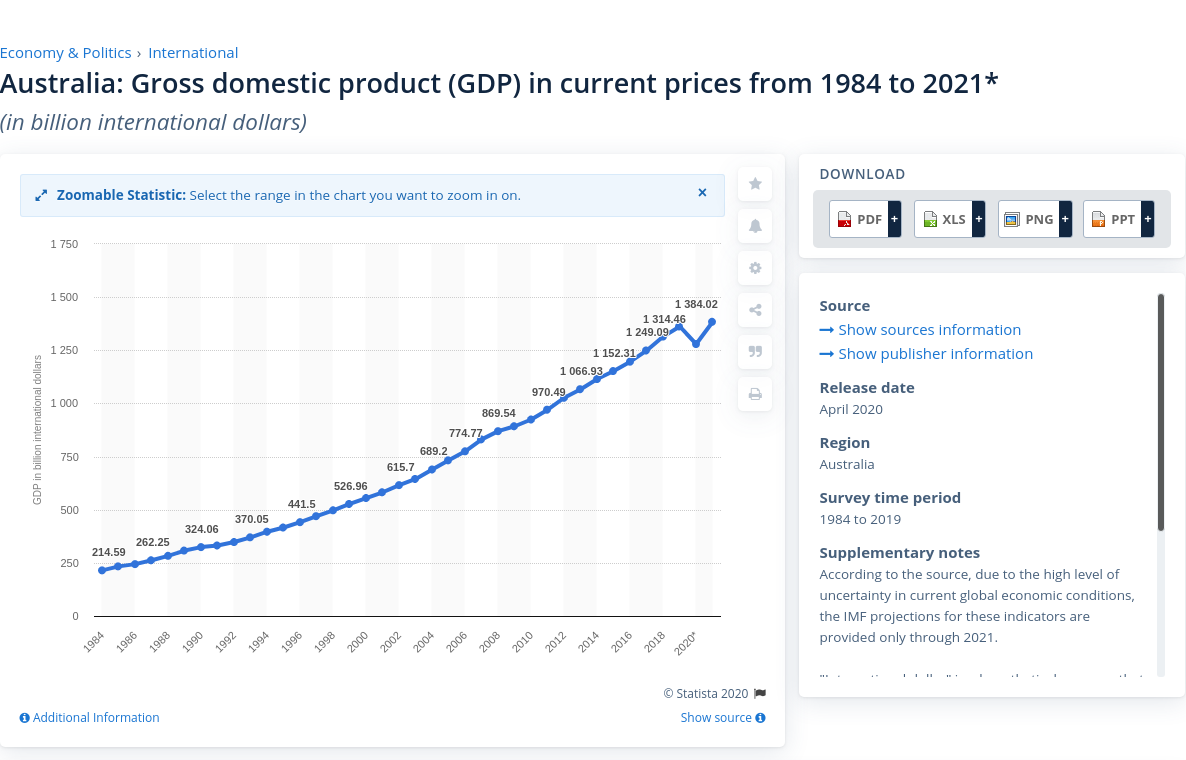 Economy & Politics › International
Australia: Gross domestic product (GDP) in current prices from 1984 to 2021*
(in billion international dollars)
Zoomable Statistic: Select the range in the chart you want to zoom in on. ×
1 750
1 500
1 250
1 000
750
500
250
0
GDP in billion international dollars
214.59
262.25
324.06
370.05
441.5
526.96
615.7
689.2
774.77
869.54
970.49
1 066.93
1 152.31
1 249.09
1 314.46
1 384.02
1984
1986
1988
1990
1992
1994
1996
1998
2000
2002
2004
2006
2008
2010
2012
2014
2016
2018
2020*
© Statista 2020
Additional Information
Show source
DOWNLOAD
PDF + XLS + PNG + PPT +
Source
Show sources information
Show publisher information
Release date
April 2020
Region
Australia
Survey time period
1984 to 2019
Supplementary notes
According to the source, due to the high level of
uncertainty in current global economic conditions,
the IMF projections for these indicators are
provided only through 2021.